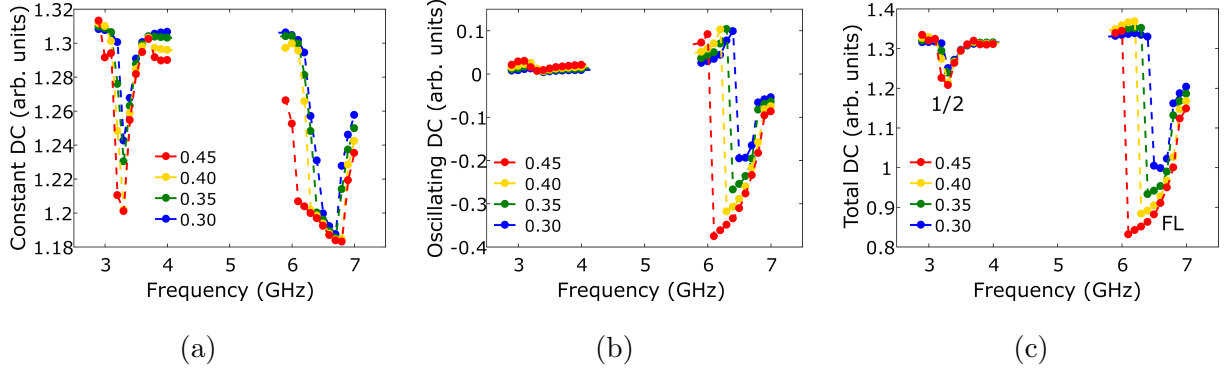 Constant DC (arb. units)
1.32
1.3
1.28
1.26
1.24
1.22
1.2
1.18
0.45
0.40
0.35
0.30
3 4 5 6 7
Frequency (GHz)
(a)
Oscillating DC (arb. units)
0.1
0
-0.1
-0.2
-0.3
-0.4
0.45
0.40
0.35
0.30
3 4 5 6 7
Frequency (GHz)
(b)
Total DC (arb. units)
1.4
1.3
1.2
1.1
1
0.9
0.8
1/2
0.45
0.40
0.35
0.30
FL
3 4 5 6 7
Frequency (GHz)
(c)